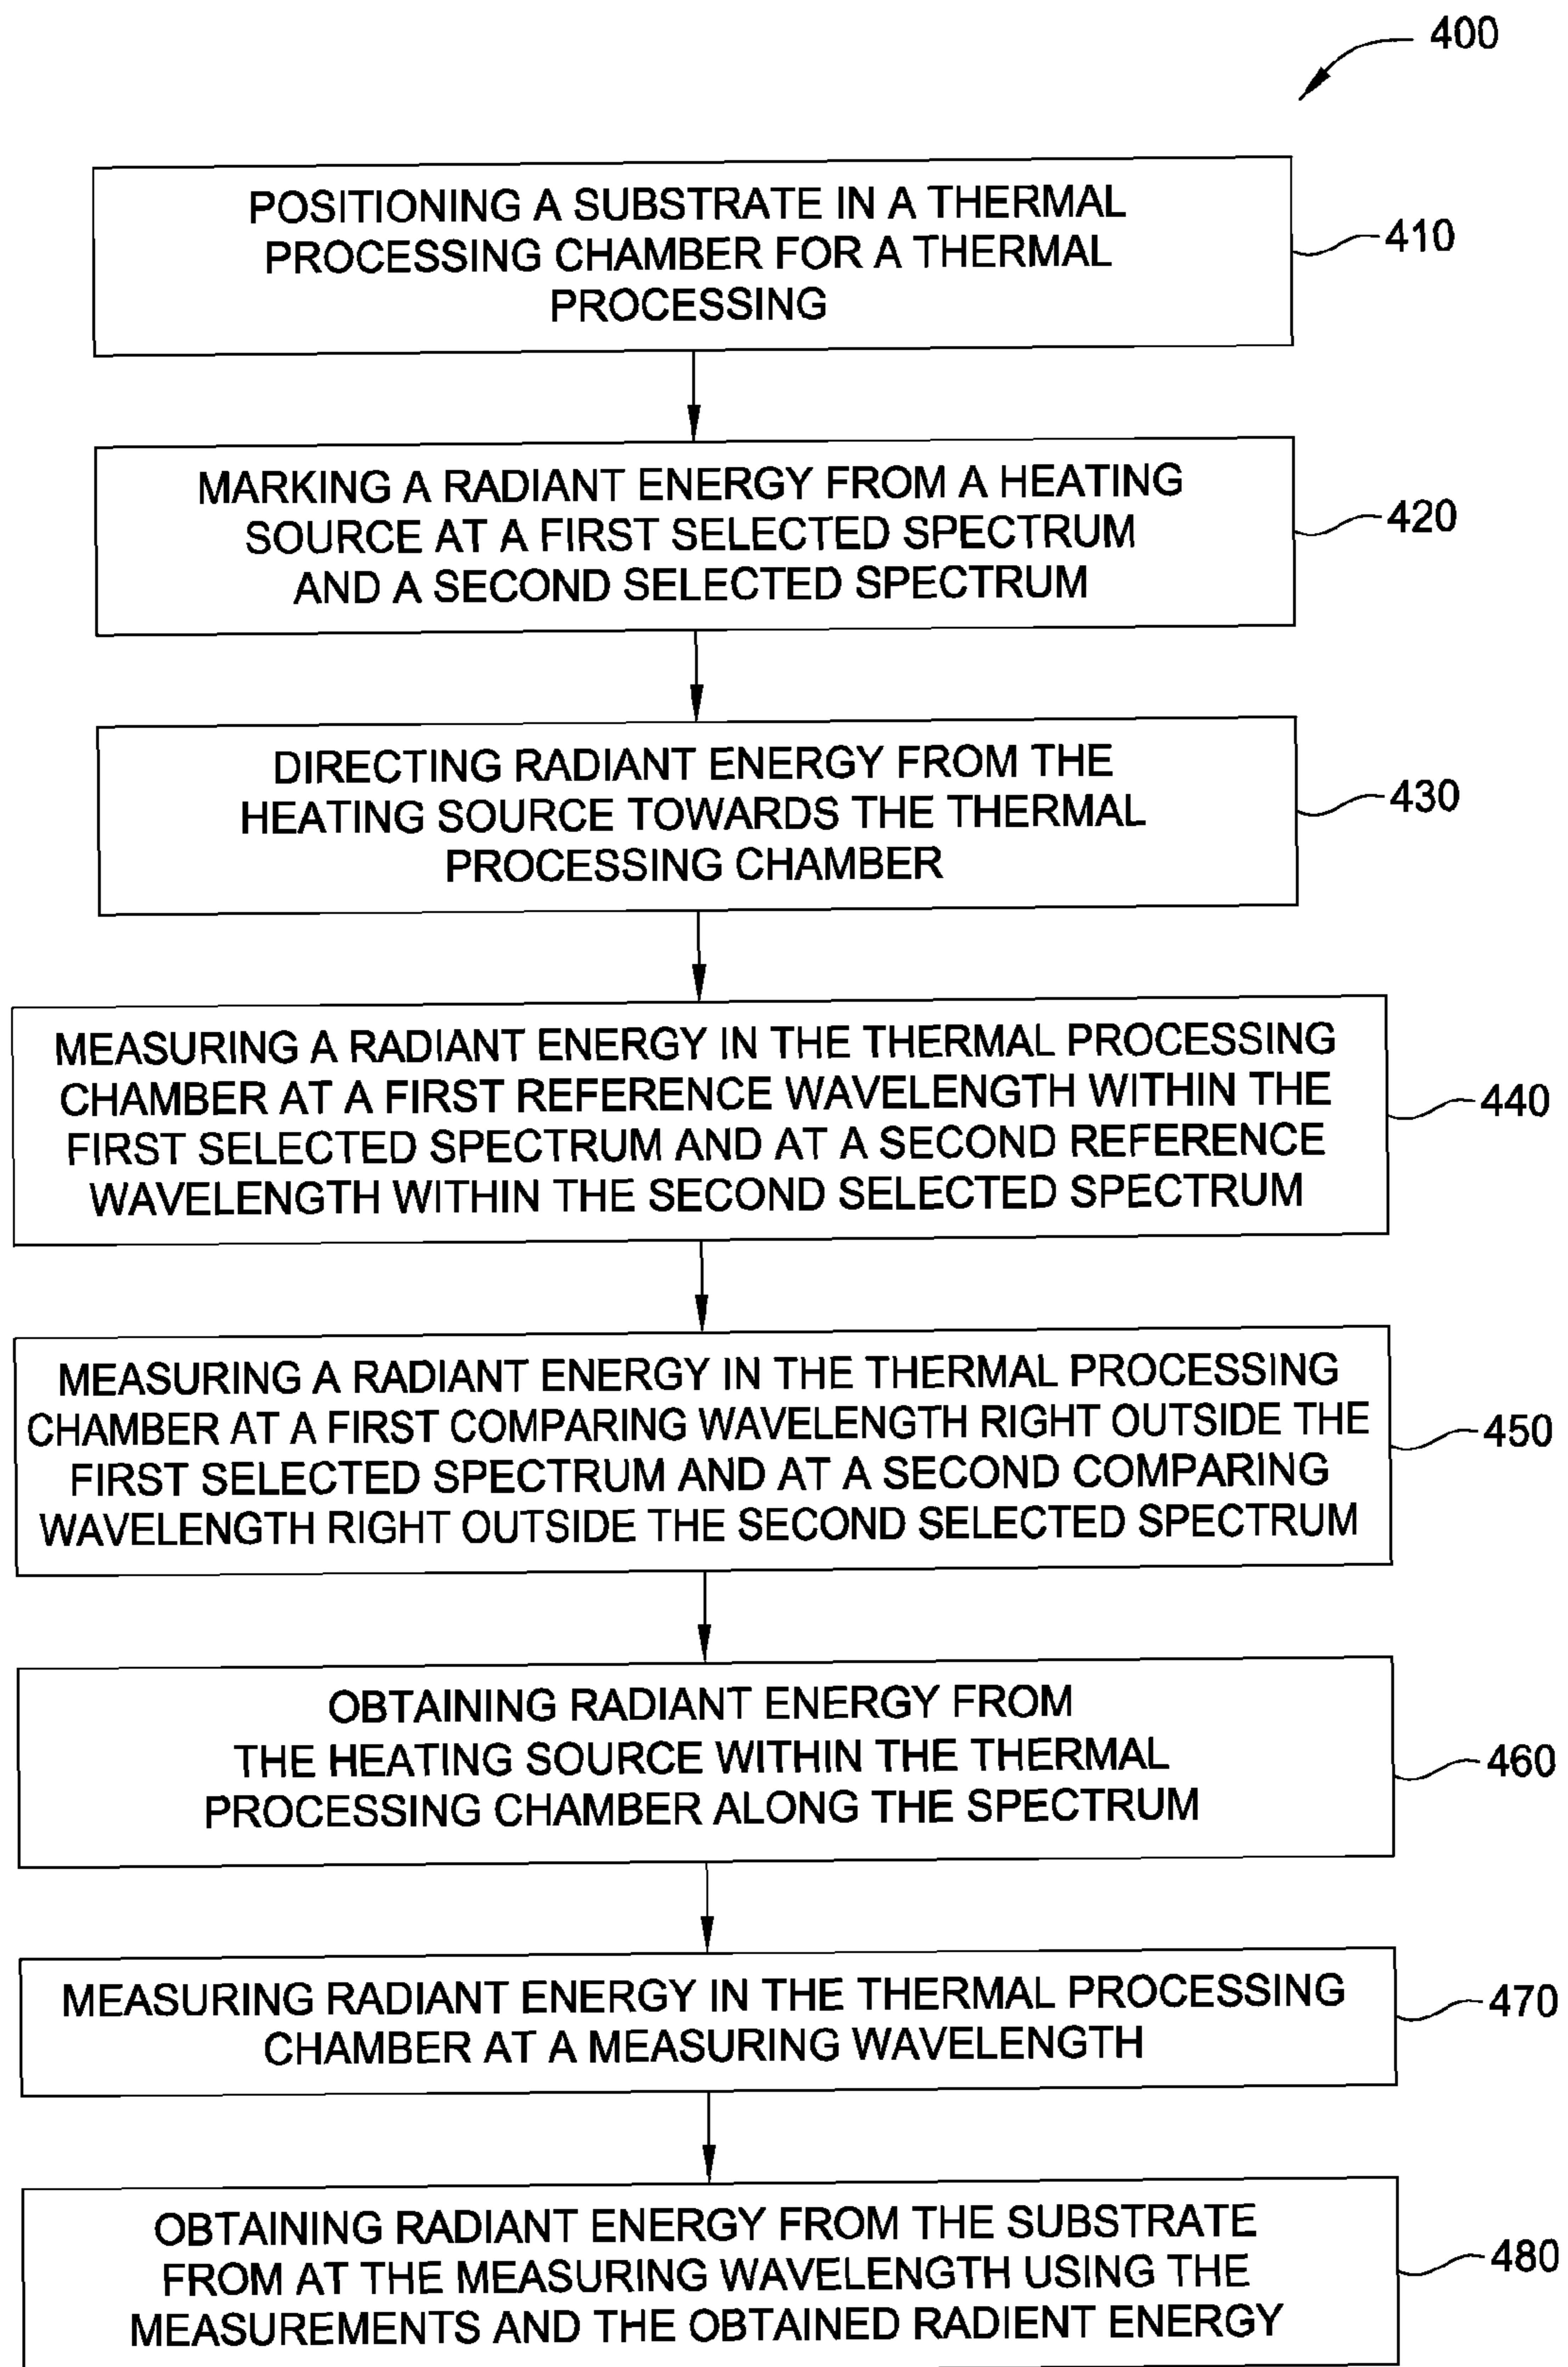 400
POSITIONING A SUBSTRATE IN A THERMAL
PROCESSING CHAMBER FOR A THERMAL
PROCESSING
410
MARKING A RADIANT ENERGY FROM A HEATING
SOURCE AT A FIRST SELECTED SPECTRUM
AND A SECOND SELECTED SPECTRUM
420
DIRECTING RADIANT ENERGY FROM THE
HEATING SOURCE TOWARDS THE THERMAL
PROCESSING CHAMBER
430
MEASURING A RADIANT ENERGY IN THE THERMAL PROCESSING
CHAMBER AT A FIRST REFERENCE WAVELENGTH WITHIN THE
FIRST SELECTED SPECTRUM AND AT A SECOND REFERENCE
WAVELENGTH WITHIN THE SECOND SELECTED SPECTRUM
440
MEASURING A RADIANT ENERGY IN THE THERMAL PROCESSING
CHAMBER AT A FIRST COMPARING WAVELENGTH RIGHT OUTSIDE THE
FIRST SELECTED SPECTRUM AND AT A SECOND COMPARING
WAVELENGTH RIGHT OUTSIDE THE SECOND SELECTED SPECTRUM
450
OBTAINING RADIANT ENERGY FROM
THE HEATING SOURCE WITHIN THE THERMAL
PROCESSING CHAMBER ALONG THE SPECTRUM
460
MEASURING RADIANT ENERGY IN THE THERMAL PROCESSING
CHAMBER AT A MEASURING WAVELENGTH
470
OBTAINING RADIANT ENERGY FROM THE SUBSTRATE
FROM AT THE MEASURING WAVELENGTH USING THE
MEASUREMENTS AND THE OBTAINED RADIENT ENERGY
480